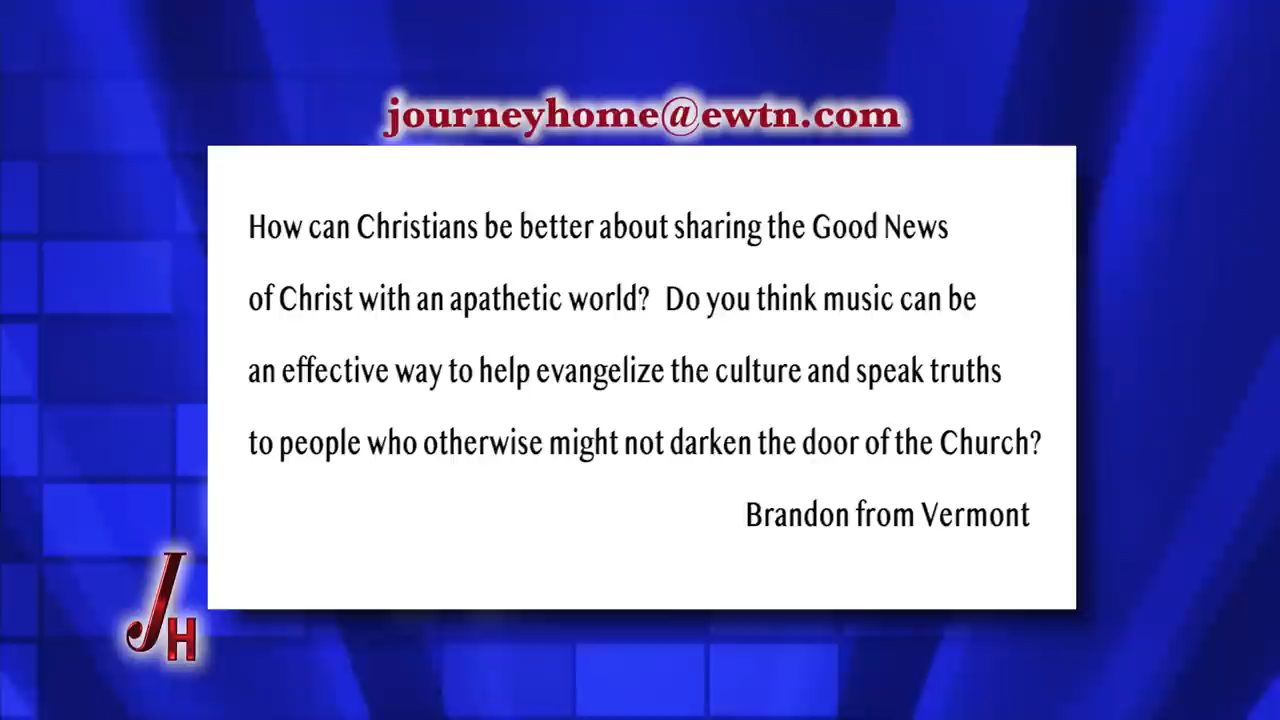 journeyhome@ewtn.com
How can Christians be better about sharing the Good News
of Christ with an apathetic world? Do you think music can be
an effective way to help evangelize the culture and speak truths
to people who otherwise might not darken the door of the Church?
Brandon from Vermont
JH